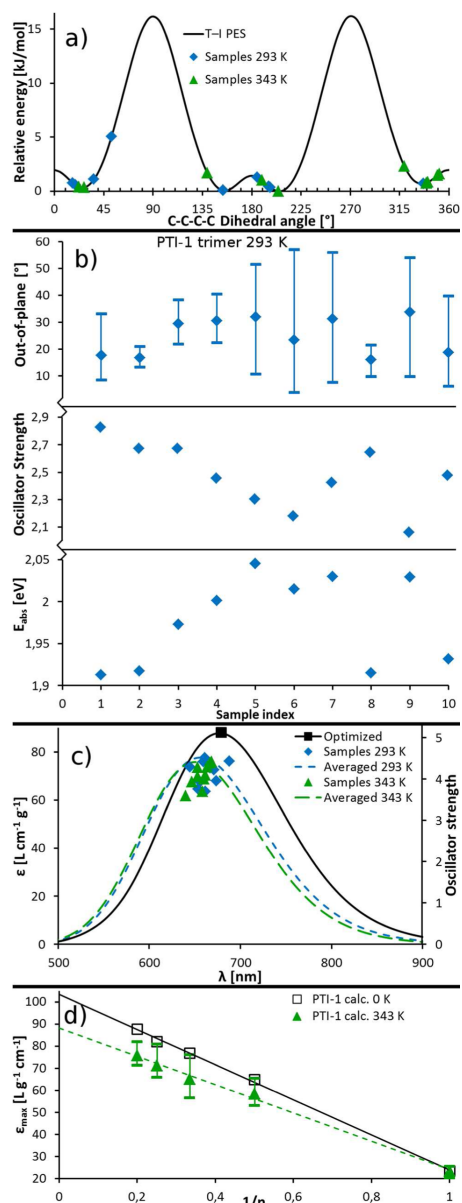 a)
Relative energy [kJ/mol]
15
10
5
0
T–I PES
Samples 293 K
Samples 343 K
0 45 90 135 180 225 270 315 360
C-C-C-C Dihedral angle [°]
b)
PTI-1 trimer 293 K
Out-of-plane [°]
60
50
40
30
20
10
Oscillator Strength
2,9
2,7
2,5
2,3
2,1
E_abs [eV]
2,05
2
1,95
1,9
0 1 2 3 4 5 6 7 8 9 10
Sample index
c)
Optimized
Samples 293 K
Samples 343 K
Averaged 293 K
Averaged 343 K
ε [L cm⁻¹ g⁻¹]
80
60
40
20
0
Oscillator strength
5
4
3
2
1
0
500 600 700 800 900
λ [nm]
d)
PTI-1 calc. 0 K
PTI-1 calc. 343 K
ε_max [L g⁻¹ cm⁻¹]
100
90
80
70
60
50
40
30
20
0 0,2 0,4 0,6 0,8 1
1/n